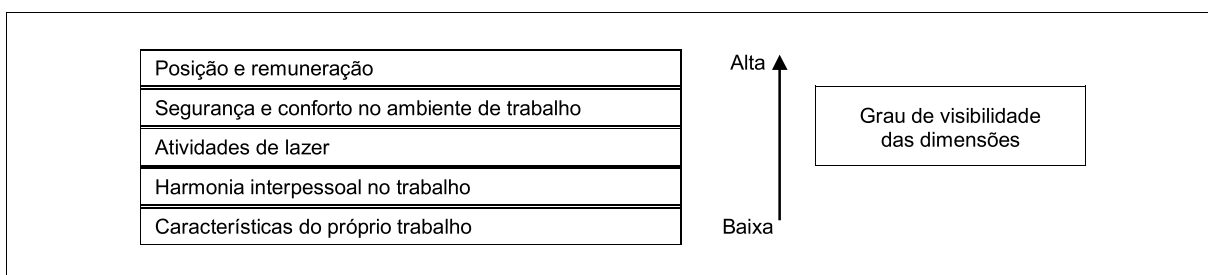 Posição e remuneração
Segurança e conforto no ambiente de trabalho
Atividades de lazer
Harmonia interpessoal no trabalho
Características do próprio trabalho
Alta
Baixa
Grau de visibilidade
das dimensões